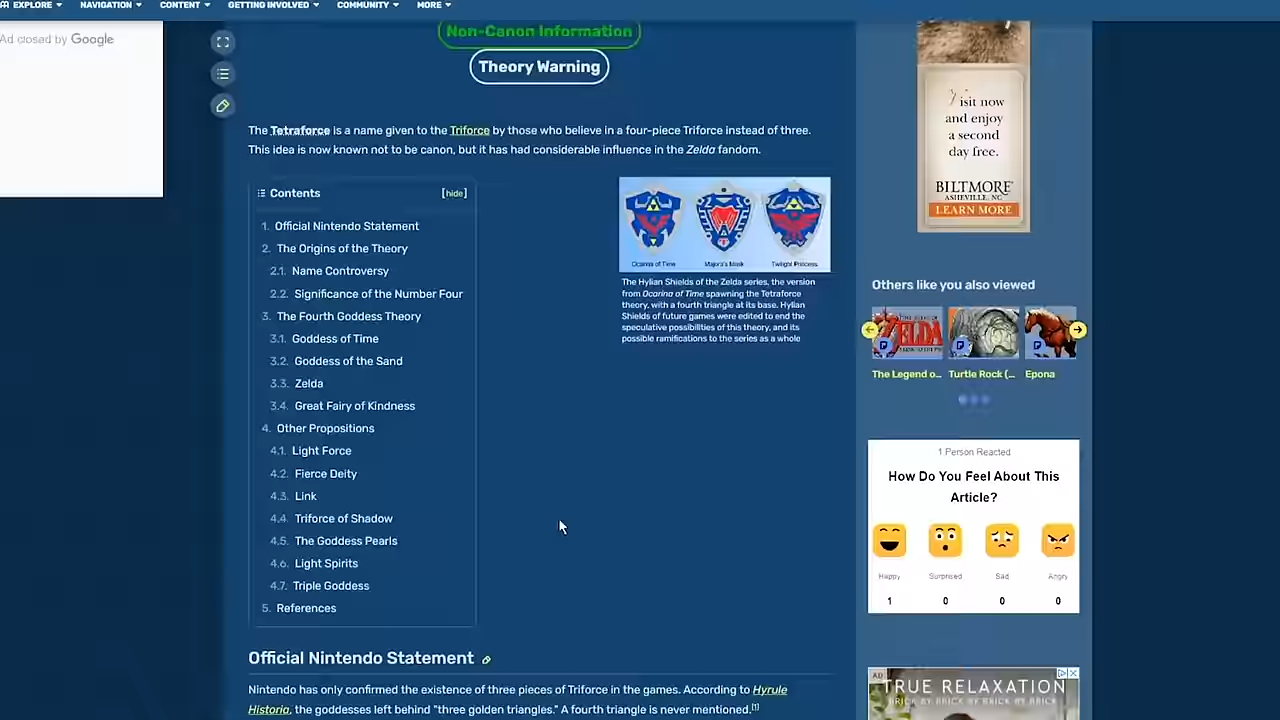 EXPLORE NAVIGATION CONTENT GETTING INVOLVED COMMUNITY MORE
Ad closed by Google
Non-Canon Information
Theory Warning
The Tetraforce is a name given to the Triforce by those who believe in a four-piece Triforce instead of three.
This idea is now known not to be canon, but it has had considerable influence in the Zelda fandom.
Contents [hide]
1. Official Nintendo Statement
2. The Origins of the Theory
2.1. Name Controversy
2.2. Significance of the Number Four
3. The Fourth Goddess Theory
3.1. Goddess of Time
3.2. Goddess of the Sand
3.3. Zelda
3.4. Great Fairy of Kindness
4. Other Propositions
4.1. Light Force
4.2. Fierce Deity
4.3. Link
4.4. Triforce of Shadow
4.5. The Goddess Pearls
4.6. Light Spirits
4.7. Triple Goddess
5. References
Ocarina of Time Majora's Mask Twilight Princess
The Hylian Shields of the Zelda series, the version
from Ocarina of Time spawning the Tetraforce
theory, with a fourth triangle at its base. Hylian
Shields of future games were edited to end the
speculative possibilities of this theory, and its
possible ramifications to the series as a whole
Official Nintendo Statement
Nintendo has only confirmed the existence of three pieces of Triforce in the games. According to Hyrule
Historia, the goddesses left behind "three golden triangles." A fourth triangle is never mentioned.[1]
Visit now
and enjoy
a second
day free.
BILTMORE
ASHEVILLE, NC
LEARN MORE
Others like you also viewed
ZELDA
The Legend o... Turtle Rock (... Epona
1 Person Reacted
How Do You Feel About This
Article?
Happy Surprised Sad Angry
1 0 0 0
AD
TRUE RELAXATION
BRICK BY BRICK BY BRICK BY BRICK